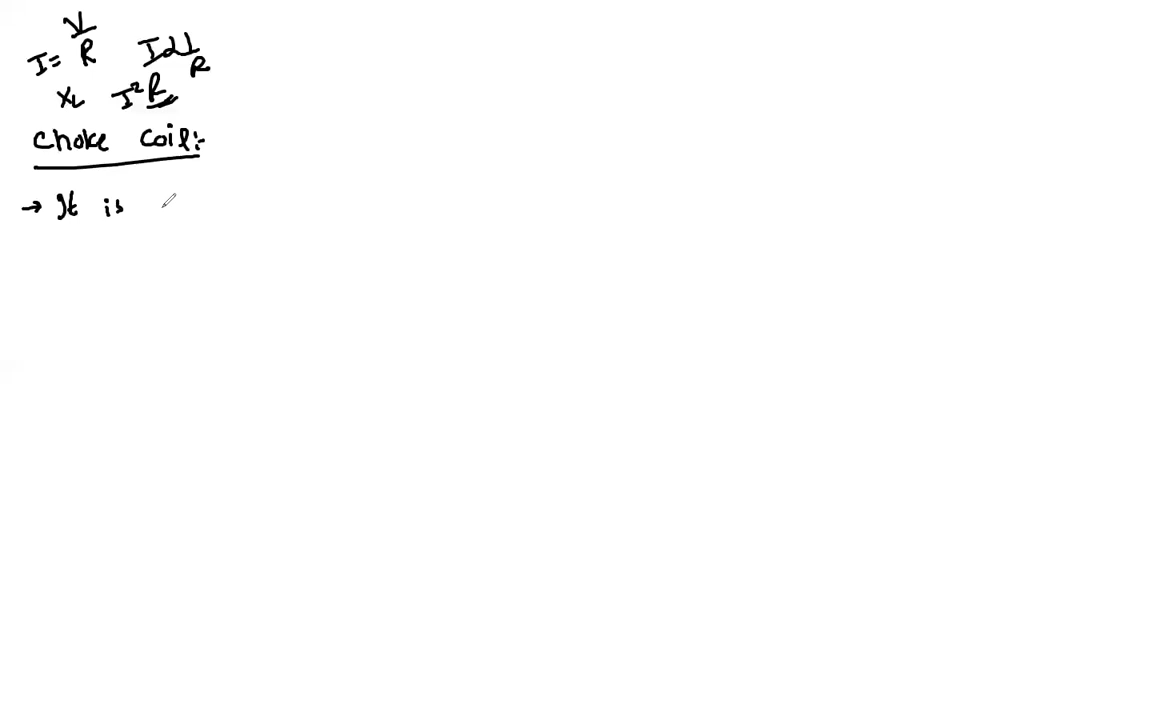 I = V/R I α 1/R
XL I²R
Choke Coil:-
→ It is